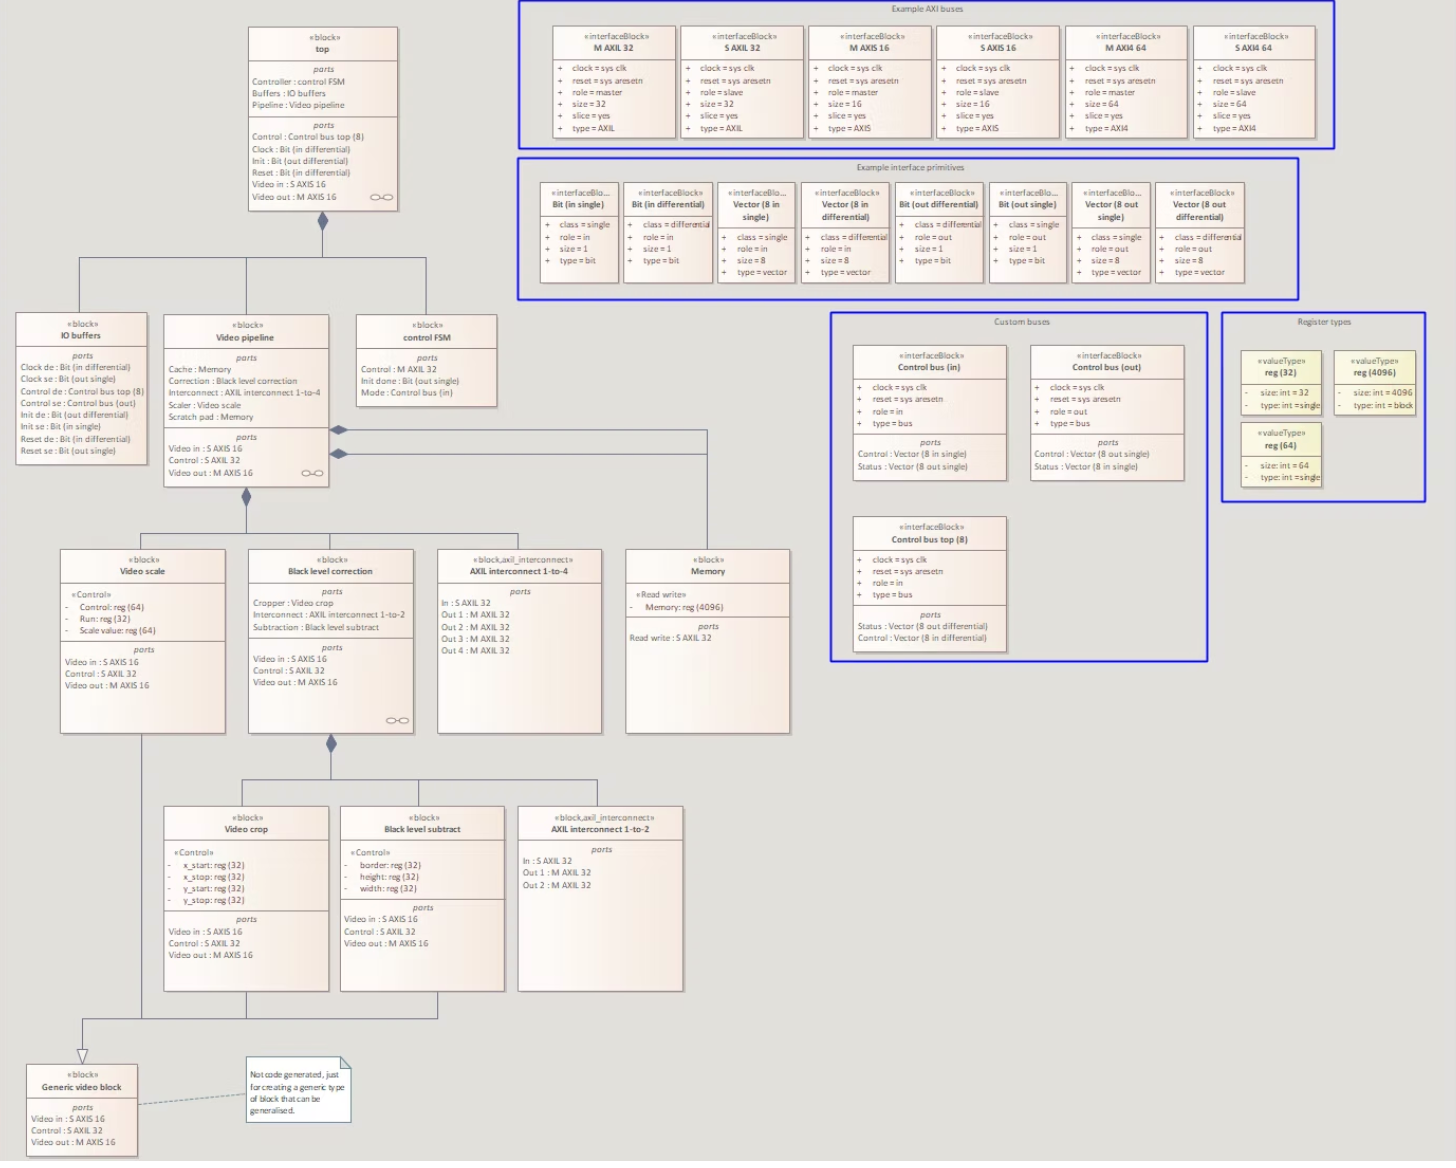 Example AXI buses
«interfaceBlock»
M AXIL 32
+ clock = sys clk
+ reset = sys aresetn
+ role = master
+ size = 32
+ slice = yes
+ type = AXIL
«interfaceBlock»
S AXIL 32
+ clock = sys clk
+ reset = sys aresetn
+ role = slave
+ size = 32
+ slice = yes
+ type = AXIL
«interfaceBlock»
M AXIS 16
+ clock = sys clk
+ reset = sys aresetn
+ role = master
+ size = 16
+ slice = yes
+ type = AXIS
«interfaceBlock»
S AXIS 16
+ clock = sys clk
+ reset = sys aresetn
+ role = slave
+ size = 16
+ slice = yes
+ type = AXIS
«interfaceBlock»
M AXI4 64
+ clock = sys clk
+ reset = sys aresetn
+ role = master
+ size = 64
+ slice = yes
+ type = AXI4
«interfaceBlock»
S AXI4 64
+ clock = sys clk
+ reset = sys aresetn
+ role = slave
+ size = 64
+ slice = yes
+ type = AXI4
«block»
top
parts
Controller : control FSM
Buffers : IO buffers
Pipeline : Video pipeline
parts
Control : Control bus top (8)
Clock : Bit (in differential)
Init : Bit (out differential)
Reset : Bit (in differential)
Video in : S AXIS 16
Video out : M AXIS 16
Example interface primitives
«interfaceBlo...
Bit (in single)
+ class = single
+ role = in
+ size = 1
+ type = bit
«interfaceBlock»
Bit (in differential)
+ class = differential
+ role = in
+ size = 1
+ type = bit
«interfaceBlo...
Vector (8 in
single)
+ class = single
+ role = in
+ size = 8
+ type = vector
«interfaceBlock»
Vector (8 in
differential)
+ class = differential
+ role = in
+ size = 8
+ type = vector
«interfaceBlock»
Bit (out differential)
+ class = differential
+ role = out
+ size = 1
+ type = bit
«interfaceBlo...
Bit (out single)
+ class = single
+ role = out
+ size = 1
+ type = bit
«interfaceBlo...
Vector (8 out
single)
+ class = single
+ role = out
+ size = 8
+ type = vector
«interfaceBlock»
Vector (8 out
differential)
+ class = differential
+ role = out
+ size = 8
+ type = vector
«block»
IO buffers
parts
Clock de : Bit (in differential)
Clock se : Bit (out single)
Control de : Control bus top (8)
Control se : Control bus (out)
Init de : Bit (out differential)
Init se : Bit (in single)
Reset de : Bit (in differential)
Reset se : Bit (out single)
«block»
Video pipeline
parts
Cache : Memory
Correction : Black level correction
Interconnect : AXIL interconnect 1-to-4
Scaler : Video scale
Scratch pad : Memory
parts
Video in : S AXIS 16
Control : S AXIL 32
Video out : M AXIS 16
«block»
control FSM
parts
Control : M AXIL 32
Init done : Bit (out single)
Mode : Control bus (in)
Custom buses
«interfaceBlock»
Control bus (in)
+ clock = sys clk
+ reset = sys aresetn
+ role = in
+ type = bus
parts
Control : Vector (8 in single)
Status : Vector (8 out single)
«interfaceBlock»
Control bus (out)
+ clock = sys clk
+ reset = sys aresetn
+ role = out
+ type = bus
parts
Control : Vector (8 out single)
Status : Vector (8 in single)
«interfaceBlock»
Control bus top (8)
+ clock = sys clk
+ reset = sys aresetn
+ role = in
+ type = bus
parts
Status : Vector (8 out differential)
Control : Vector (8 in differential)
Register types
«valueType»
reg (32)
- size: int = 32
- type: int =single
«valueType»
reg (4096)
- size: int = 4096
- type: int = block
«valueType»
reg (64)
- size: int = 64
- type: int =single
«block»
Video scale
«Control»
- Control: reg (64)
- Run: reg (32)
- Scale value: reg (64)
parts
Video in : S AXIS 16
Control : S AXIL 32
Video out : M AXIS 16
«block»
Black level correction
parts
Cropper : Video crop
Interconnect : AXIL interconnect 1-to-2
Subtraction : Black level subtract
parts
Video in : S AXIS 16
Control : S AXIL 32
Video out : M AXIS 16
«block,axil_interconnect»
AXIL interconnect 1-to-4
parts
In : S AXIL 32
Out 1 : M AXIL 32
Out 2 : M AXIL 32
Out 3 : M AXIL 32
Out 4 : M AXIL 32
«block»
Memory
«Read write»
- Memory: reg (4096)
parts
Read write : S AXIL 32
«block»
Video crop
«Control»
- x_start: reg (32)
- x_stop: reg (32)
- y_start: reg (32)
- y_stop: reg (32)
parts
Video in : S AXIS 16
Control : S AXIL 32
Video out : M AXIS 16
«block»
Black level subtract
«Control»
- border: reg (32)
- height: reg (32)
- width: reg (32)
parts
Video in : S AXIS 16
Control : S AXIL 32
Video out : M AXIS 16
«block,axil_interconnect»
AXIL interconnect 1-to-2
parts
In : S AXIL 32
Out 1 : M AXIL 32
Out 2 : M AXIL 32
«block»
Generic video block
parts
Video in : S AXIS 16
Control : S AXIL 32
Video out : M AXIS 16
Not code generated, just
for creating a generic type
of block that can be
generalised.